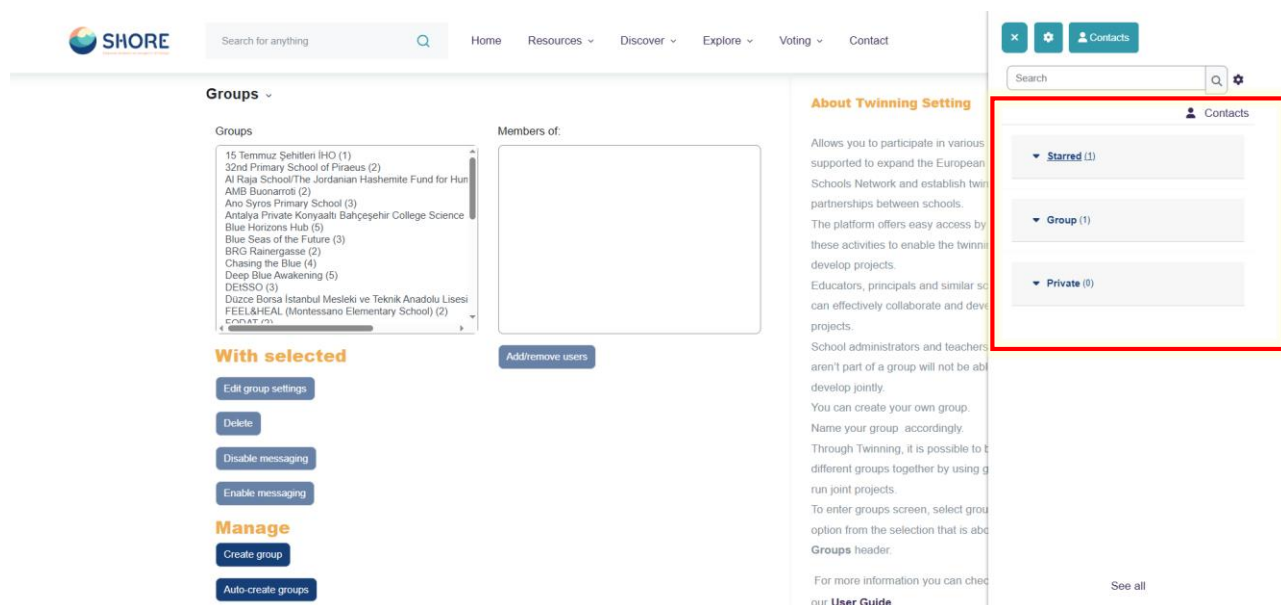 SHORE
Search for anything
Home Resources Discover Explore Voting Contact
Contacts
Search
Contacts
Starred (1)
Group (1)
Private (0)
See all
Groups
Groups
15 Temmuz Şehitleri İHO (1)
32nd Primary School of Piraeus (2)
Al Raja School/The Jordanian Hashemite Fund for Hum
AMB Buonarroti (2)
Ano Syros Primary School (3)
Antalya Private Konyaaltı Bahçeşehir College Science
Blue Horizons Hub (5)
Blue Seas of the Future (3)
BRG Rainergasse (2)
Chasing the Blue (4)
Deep Blue Awakening (5)
DEtSSO (3)
Düzce Borsa İstanbul Mesleki ve Teknik Anadolu Lisesi
FEEL&HEAL (Montessano Elementary School) (2)
Members of:
Add/remove users
With selected
Edit group settings
Delete
Disable messaging
Enable messaging
Manage
Create group
Auto-create groups
About Twinning Setting
Allows you to participate in various
supported to expand the European
Schools Network and establish twin
partnerships between schools.
The platform offers easy access by
these activities to enable the twinni
develop projects.
Educators, principals and similar sc
can effectively collaborate and deve
projects.
School administrators and teachers
aren't part of a group will not be abl
develop jointly.
You can create your own group.
Name your group accordingly.
Through Twinning, it is possible to b
different groups together by using g
run joint projects.
To enter groups screen, select grou
option from the selection that is abo
Groups header.
For more information you can chec
our User Guide